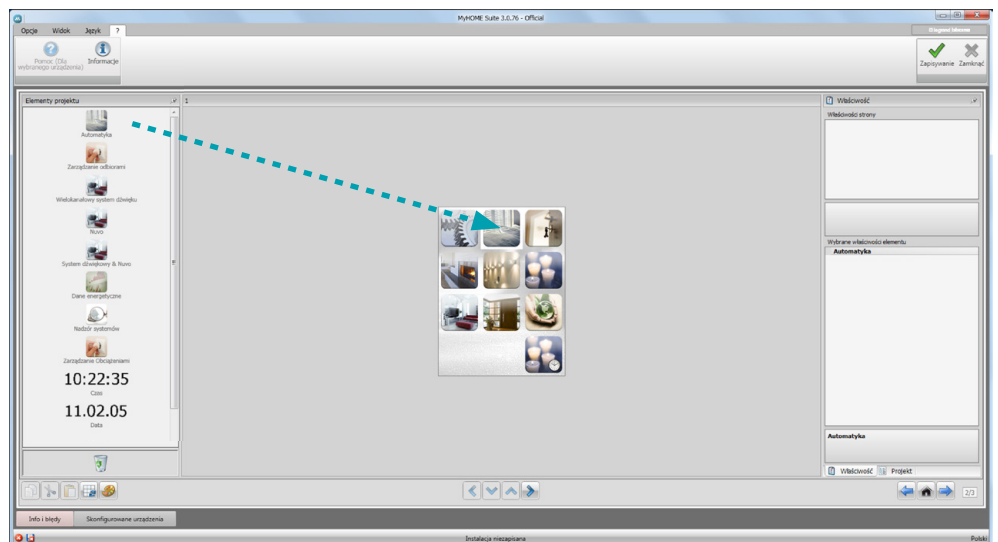 MyHOME Suite 3.0.76 - Official
Opcje Widok Język ?
Pomoc (Dla wybranego urządzenia)
Informacje
Zapisywanie Zamknąć
Elementy projektu
1
Właściwość
Właściwości strony
Automatyka
Zarządzanie odbiorami
Wielokanałowy system dźwięku
Nuvo
System dźwiękowy & Nuvo
Dane energetyczne
Nadzór systemów
Zarządzanie Obciążeniami
10:22:35
Czas
11.02.05
Data
Wybrane właściwości elementu
Automatyka
Automatyka
Właściwość Projekt
2/3
Info i błędy Skonfigurowane urządzenia
Instalacja niezapisana
Polski